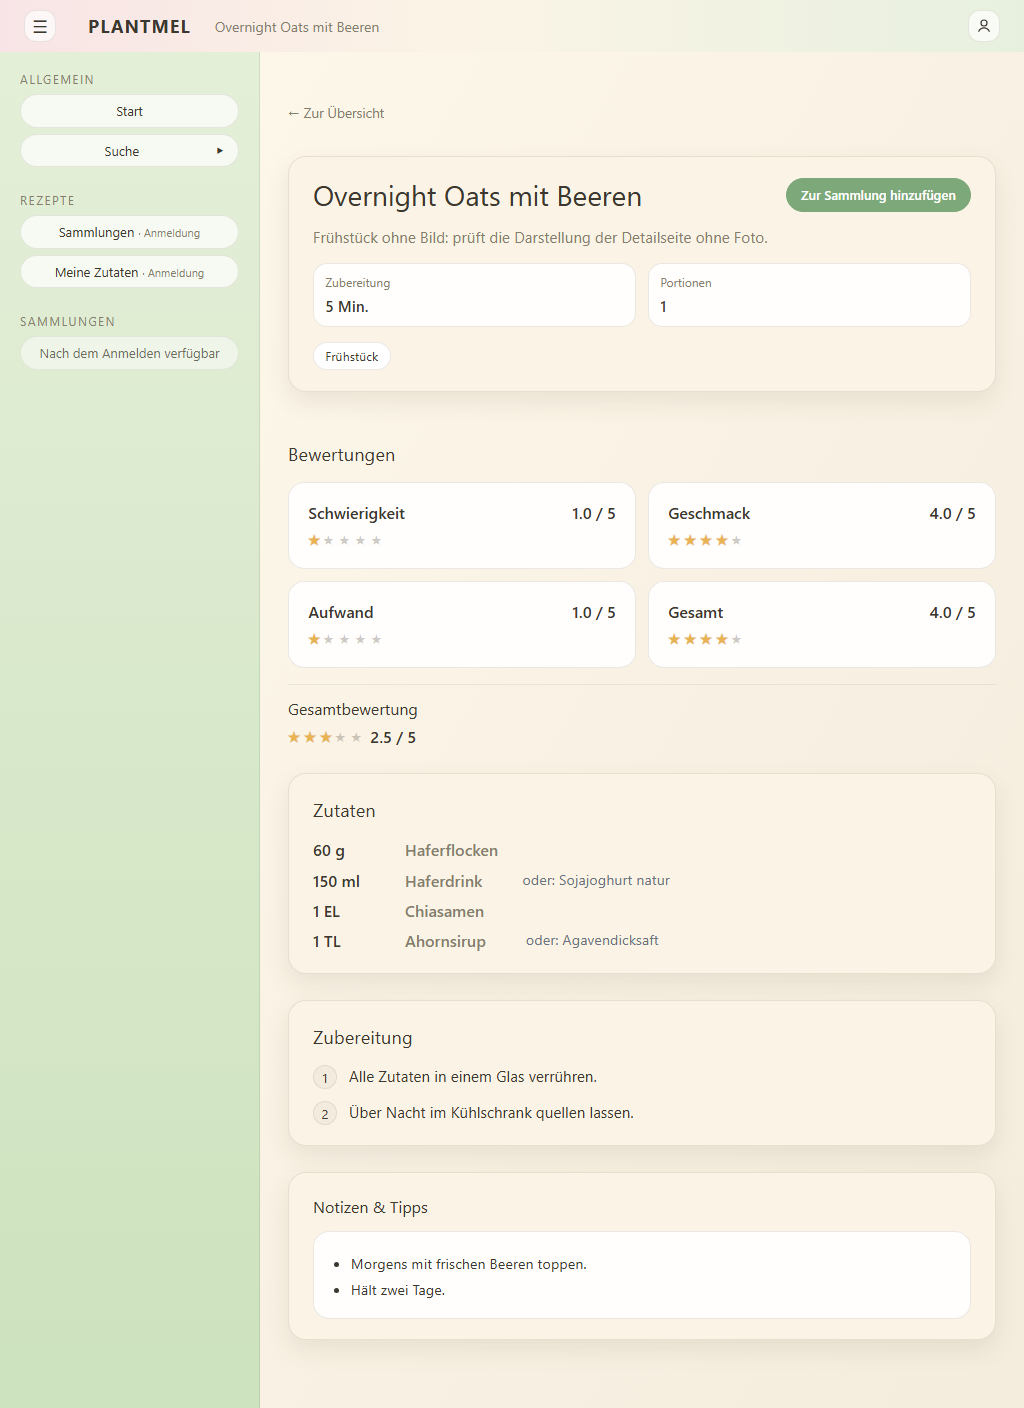 ☰ PLANTMEL Overnight Oats mit Beeren
ALLGEMEIN
Start
Suche ▸
REZEPTE
Sammlungen · Anmeldung
Meine Zutaten · Anmeldung
SAMMLUNGEN
Nach dem Anmelden verfügbar
← Zur Übersicht
Overnight Oats mit Beeren
Zur Sammlung hinzufügen
Frühstück ohne Bild: prüft die Darstellung der Detailseite ohne Foto.
Zubereitung
5 Min.
Portionen
1
Frühstück
Bewertungen
Schwierigkeit 1.0 / 5
★★★★★
Geschmack 4.0 / 5
★★★★★
Aufwand 1.0 / 5
★★★★★
Gesamt 4.0 / 5
★★★★★
Gesamtbewertung
★★★★★ 2.5 / 5
Zutaten
60 g Haferflocken
150 ml Haferdrink oder: Sojajoghurt natur
1 EL Chiasamen
1 TL Ahornsirup oder: Agavendicksaft
Zubereitung
1 Alle Zutaten in einem Glas verrühren.
2 Über Nacht im Kühlschrank quellen lassen.
Notizen & Tipps
• Morgens mit frischen Beeren toppen.
• Hält zwei Tage.